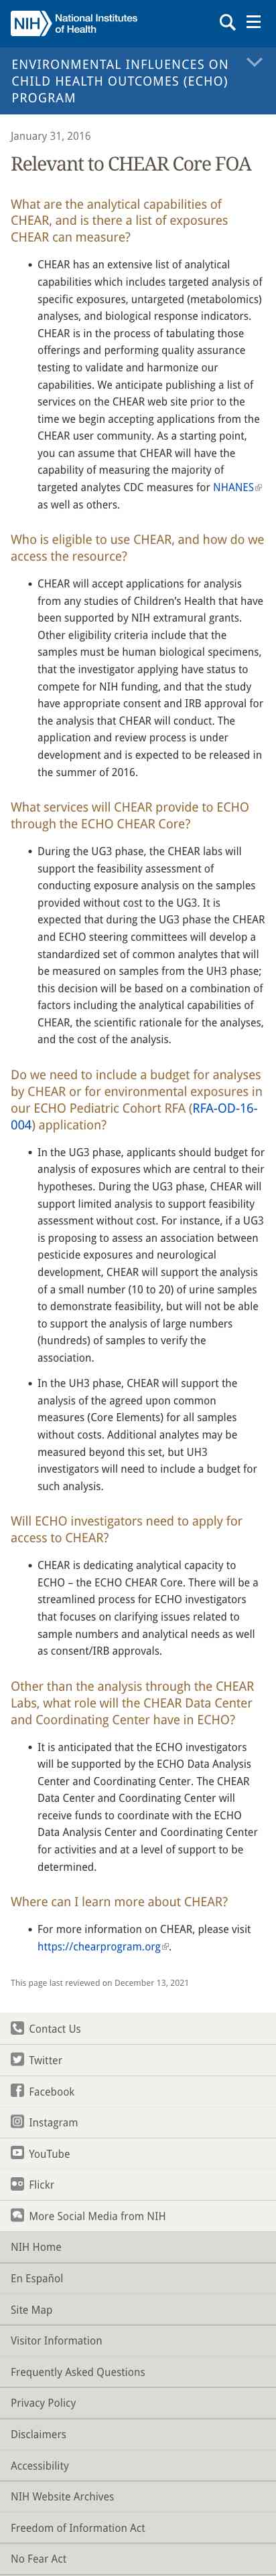 NIH National Institutes
of Health
ENVIRONMENTAL INFLUENCES ON
CHILD HEALTH OUTCOMES (ECHO)
PROGRAM
January 31, 2016
Relevant to CHEAR Core FOA
What are the analytical capabilities of
CHEAR, and is there a list of exposures
CHEAR can measure?
• CHEAR has an extensive list of analytical
capabilities which includes targeted analysis of
specific exposures, untargeted (metabolomics)
analyses, and biological response indicators.
CHEAR is in the process of tabulating those
offerings and performing quality assurance
testing to validate and harmonize our
capabilities. We anticipate publishing a list of
services on the CHEAR web site prior to the
time we begin accepting applications from the
CHEAR user community. As a starting point,
you can assume that CHEAR will have the
capability of measuring the majority of
targeted analytes CDC measures for NHANES
as well as others.
Who is eligible to use CHEAR, and how do we
access the resource?
• CHEAR will accept applications for analysis
from any studies of Children's Health that have
been supported by NIH extramural grants.
Other eligibility criteria include that the
samples must be human biological specimens,
that the investigator applying have status to
compete for NIH funding, and that the study
have appropriate consent and IRB approval for
the analysis that CHEAR will conduct. The
application and review process is under
development and is expected to be released in
the summer of 2016.
What services will CHEAR provide to ECHO
through the ECHO CHEAR Core?
• During the UG3 phase, the CHEAR labs will
support the feasibility assessment of
conducting exposure analysis on the samples
provided without cost to the UG3. It is
expected that during the UG3 phase the CHEAR
and ECHO steering committees will develop a
standardized set of common analytes that will
be measured on samples from the UH3 phase;
this decision will be based on a combination of
factors including the analytical capabilities of
CHEAR, the scientific rationale for the analyses,
and the cost of the analysis.
Do we need to include a budget for analyses
by CHEAR or for environmental exposures in
our ECHO Pediatric Cohort RFA (RFA-OD-16-
004) application?
• In the UG3 phase, applicants should budget for
analysis of exposures which are central to their
hypotheses. During the UG3 phase, CHEAR will
support limited analysis to support feasibility
assessment without cost. For instance, if a UG3
is proposing to assess an association between
pesticide exposures and neurological
development, CHEAR will support the analysis
of a small number (10 to 20) of urine samples
to demonstrate feasibility, but will not be able
to support the analysis of large numbers
(hundreds) of samples to verify the
association.
• In the UH3 phase, CHEAR will support the
analysis of the agreed upon common
measures (Core Elements) for all samples
without costs. Additional analytes may be
measured beyond this set, but UH3
investigators will need to include a budget for
such analysis.
Will ECHO investigators need to apply for
access to CHEAR?
• CHEAR is dedicating analytical capacity to
ECHO – the ECHO CHEAR Core. There will be a
streamlined process for ECHO investigators
that focuses on clarifying issues related to
sample numbers and analytical needs as well
as consent/IRB approvals.
Other than the analysis through the CHEAR
Labs, what role will the CHEAR Data Center
and Coordinating Center have in ECHO?
• It is anticipated that the ECHO investigators
will be supported by the ECHO Data Analysis
Center and Coordinating Center. The CHEAR
Data Center and Coordinating Center will
receive funds to coordinate with the ECHO
Data Analysis Center and Coordinating Center
for activities and at a level of support to be
determined.
Where can I learn more about CHEAR?
• For more information on CHEAR, please visit
https://chearprogram.org.
This page last reviewed on December 13, 2021
Contact Us
Twitter
Facebook
Instagram
YouTube
Flickr
More Social Media from NIH
NIH Home
En Español
Site Map
Visitor Information
Frequently Asked Questions
Privacy Policy
Disclaimers
Accessibility
NIH Website Archives
Freedom of Information Act
No Fear Act